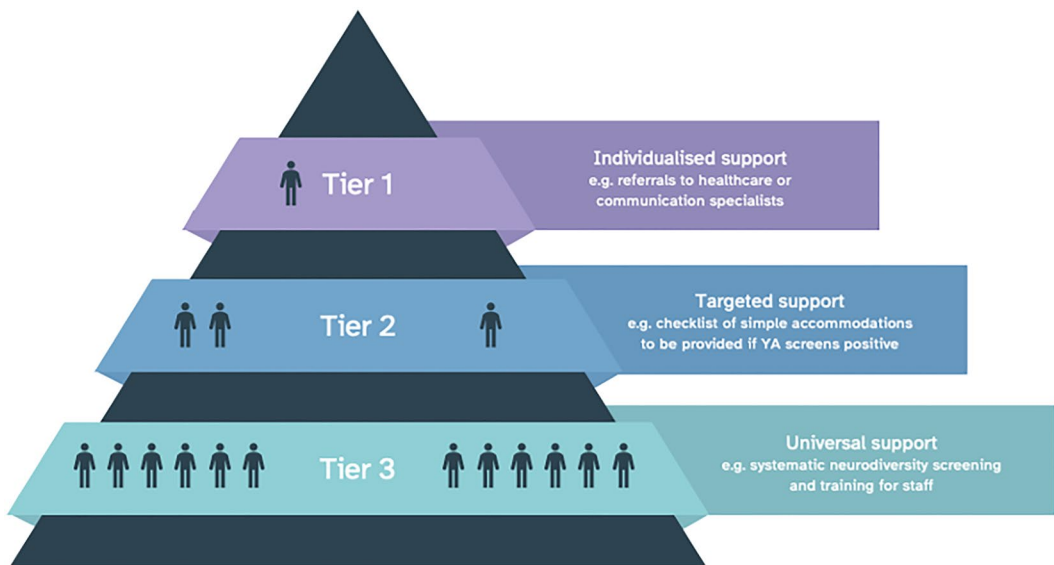 Tier 1
Individualised support
e.g. referrals to healthcare or
communication specialists
Tier 2
Targeted support
e.g. checklist of simple accommodations
to be provided if YA screens positive
Tier 3
Universal support
e.g. systematic neurodiversity screening
and training for staff